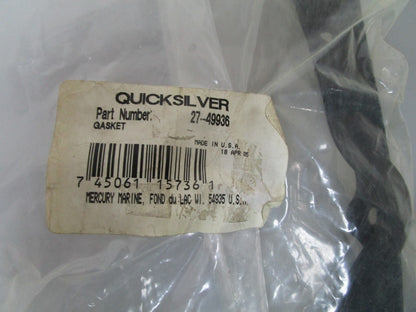 QUICKSILVER
Part Number: 27-49936
GASKET
MADE IN U.S.A.
18 APR
7 45061 15736 1
MERCURY MARINE, FOND du LAC WI. 54935 U.S.A.